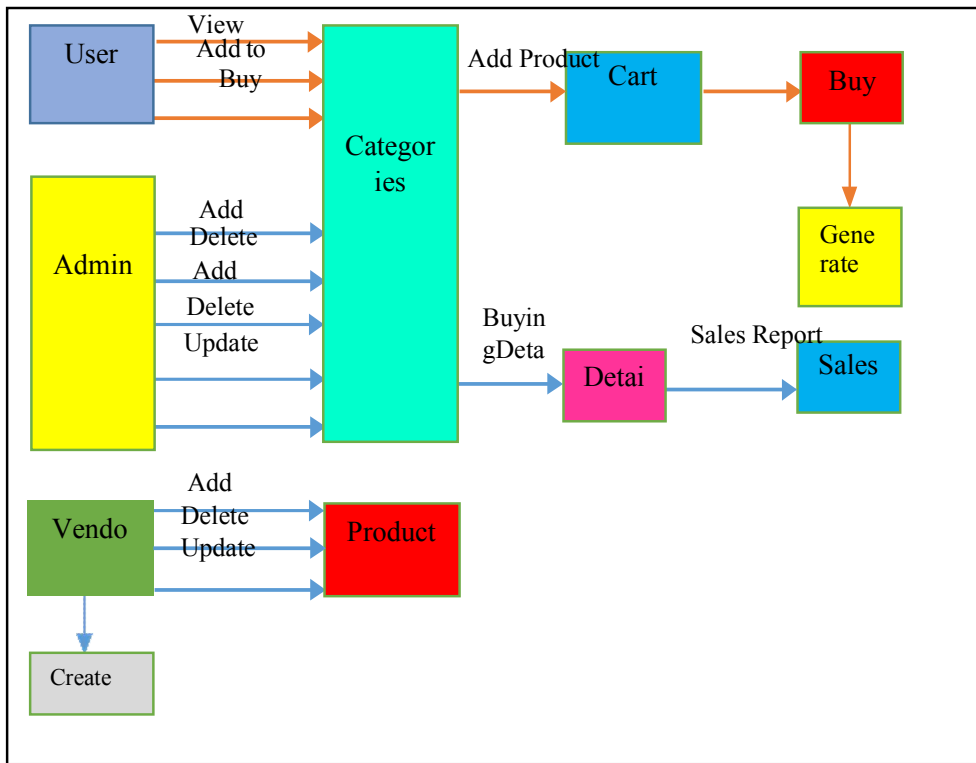 User
View
Add to
Buy
Categor
ies
Add Product
Cart
Buy
Gene
rate
Admin
Add
Delete
Add
Delete
Update
Buyin
gDeta
Detai
Sales Report
Sales
Vendo
Add
Delete
Update
Product
Create